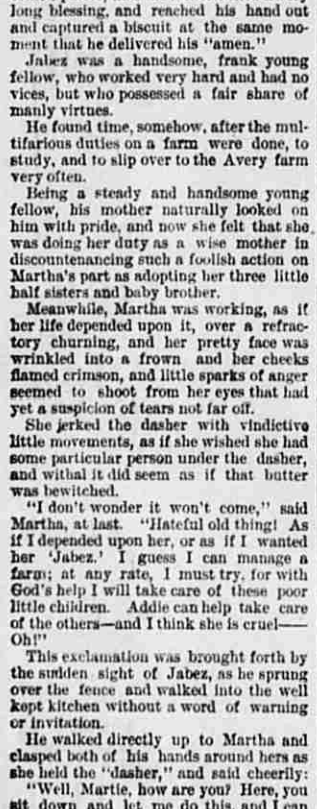 long blessing, and reached his hand out
and captured a biscuit at the same mo-
ment that he delivered his "amen."
Jabez was a handsome, frank young
fellow, who worked very hard and had no
vices, but who possessed a fair share of
manly virtues.
He found time, somehow, after the mul-
tifarious duties on a farm were done, to
study, and to slip over to the Avery farm
very often.
Being a steady and handsome young
fellow, his mother naturally looked on
him with pride, and now she felt that she
was doing her duty as a wise mother in
discountenancing such a foolish action on
Martha's part as adopting her three little
half sisters and baby brother.
Meanwhile, Martha was working, as if
her life depended upon it, over a refrac-
tory churning, and her pretty face was
wrinkled into a frown and her cheeks
flamed crimson, and little sparks of anger
seemed to shoot from her eyes that had
yet a suspicion of tears not far off.
She jerked the dasher with vindictive
little movements, as if she wished she had
some particular person under the dasher,
and withal it did seem as if that butter
was bewitched.
"I don't wonder it won't come," said
Martha, at last. "Hateful old thing! As
if I depended upon her, or as if I wanted
her 'Jabez.' I guess I can manage a
farm; at any rate, I must try, for with
God's help I will take care of these poor
little children. Addie can help take care
of the others—and I think she is cruel——
Oh!"
This exclamation was brought forth by
the sudden sight of Jabez, as he sprung
over the fence and walked into the well
kept kitchen without a word of warning
or invitation.
He walked directly up to Martha and
clasped both of his hands around hers as
she held the "dasher," and said cheerily:
"Well, Martie, how are you? Here, you
sit down and let me do this and I can